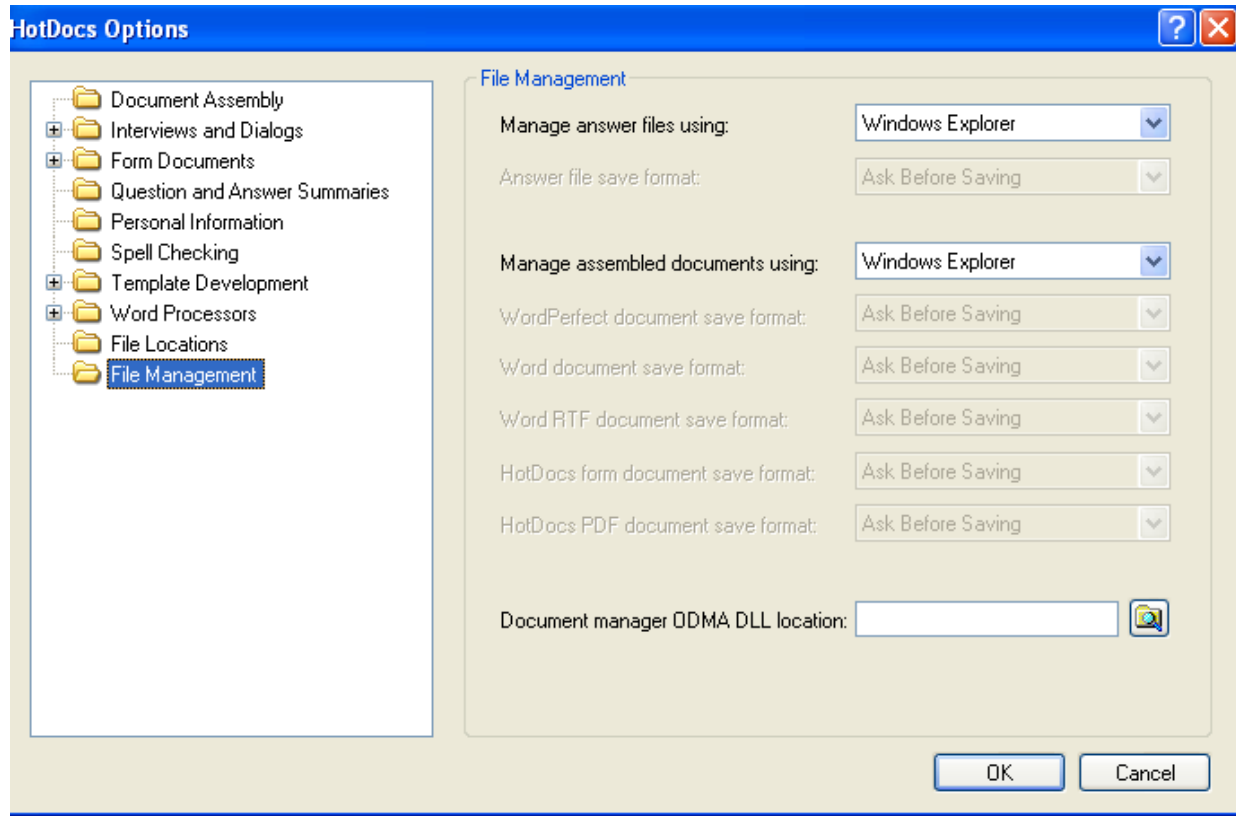 HotDocs Options
Document Assembly
Interviews and Dialogs
Form Documents
Question and Answer Summaries
Personal Information
Spell Checking
Template Development
Word Processors
File Locations
File Management
File Management
Manage answer files using: Windows Explorer
Answer file save format: Ask Before Saving
Manage assembled documents using: Windows Explorer
WordPerfect document save format: Ask Before Saving
Word document save format: Ask Before Saving
Word RTF document save format: Ask Before Saving
HotDocs form document save format: Ask Before Saving
HotDocs PDF document save format: Ask Before Saving
Document manager ODMA DLL location:
OK Cancel